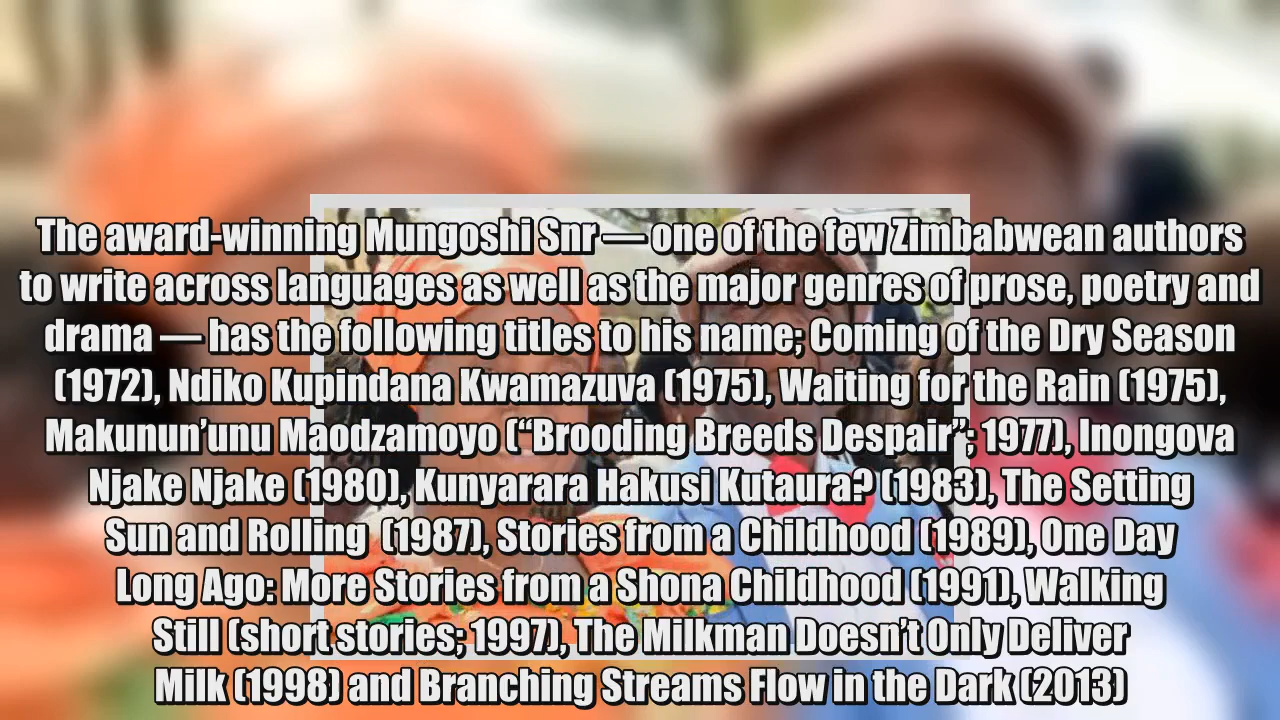 The award-winning Mungoshi Snr — one of the few Zimbabwean authors
to write across languages as well as the major genres of prose, poetry and
drama — has the following titles to his name; Coming of the Dry Season
(1972), Ndiko Kupindana Kwamazuva (1975), Waiting for the Rain (1975),
Makunun’unu Maodzamoyo (“Brooding Breeds Despair”; 1977), Inongova
Njake Njake (1980), Kunyarara Hakusi Kutaura? (1983), The Setting
Sun and Rolling (1987), Stories from a Childhood (1989), One Day
Long Ago: More Stories from a Shona Childhood (1991), Walking
Still (short stories; 1997), The Milkman Doesn’t Only Deliver
Milk (1998) and Branching Streams Flow in the Dark (2013)